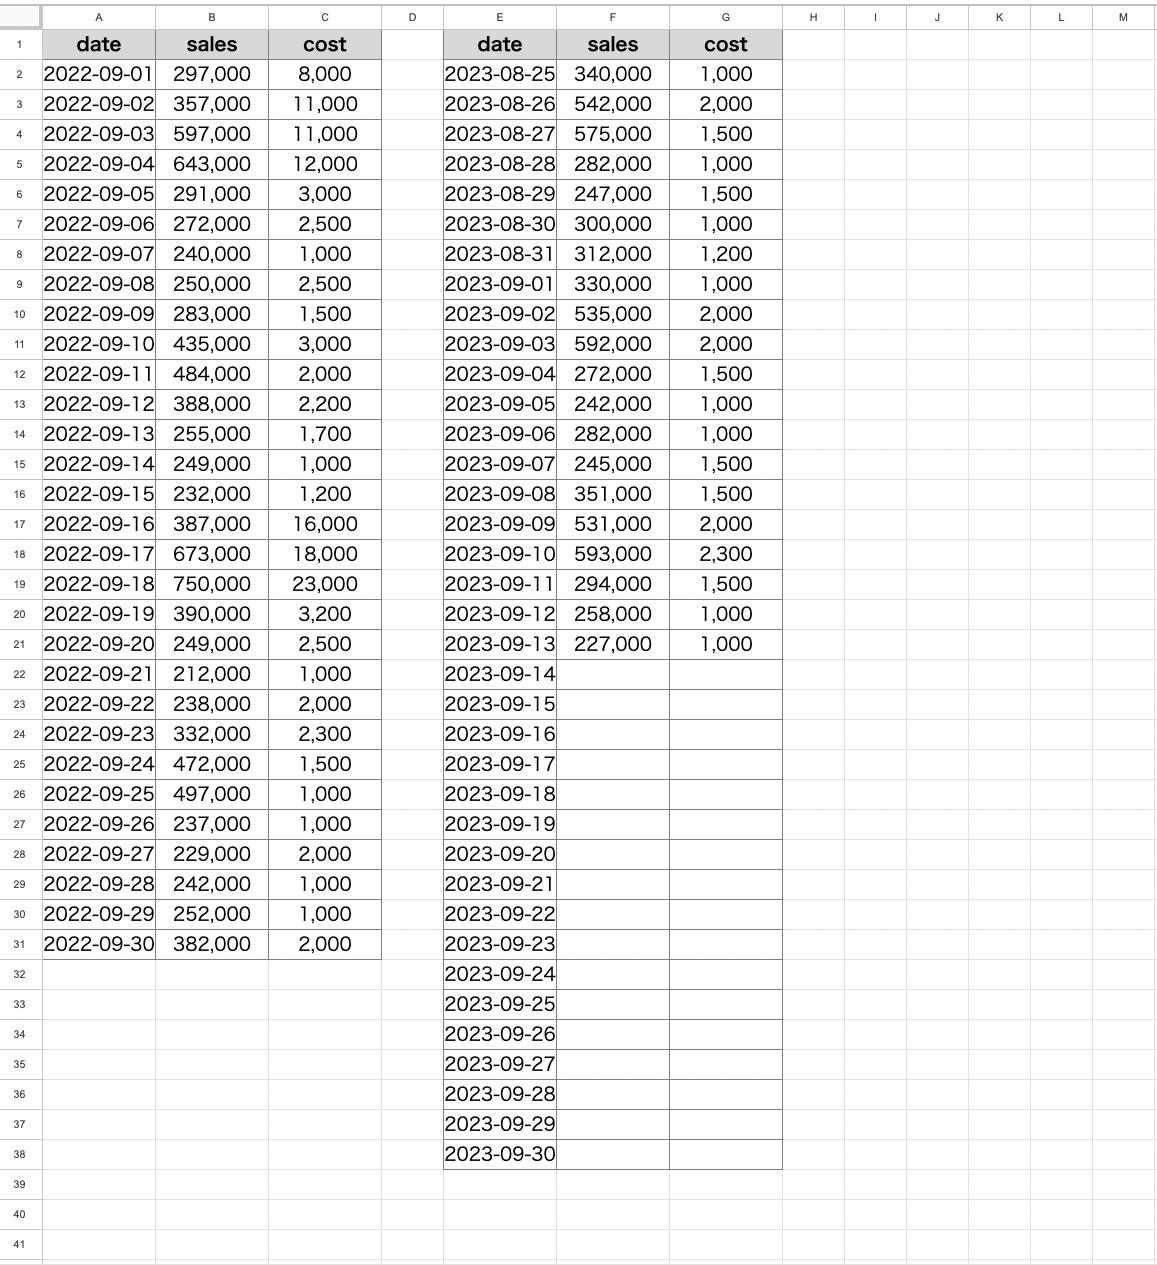 A B C D E F G H I J K L M
1 date sales cost date sales cost
2 2022-09-01 297,000 8,000 2023-08-25 340,000 1,000
3 2022-09-02 357,000 11,000 2023-08-26 542,000 2,000
4 2022-09-03 597,000 11,000 2023-08-27 575,000 1,500
5 2022-09-04 643,000 12,000 2023-08-28 282,000 1,000
6 2022-09-05 291,000 3,000 2023-08-29 247,000 1,500
7 2022-09-06 272,000 2,500 2023-08-30 300,000 1,000
8 2022-09-07 240,000 1,000 2023-08-31 312,000 1,200
9 2022-09-08 250,000 2,500 2023-09-01 330,000 1,000
10 2022-09-09 283,000 1,500 2023-09-02 535,000 2,000
11 2022-09-10 435,000 3,000 2023-09-03 592,000 2,000
12 2022-09-11 484,000 2,000 2023-09-04 272,000 1,500
13 2022-09-12 388,000 2,200 2023-09-05 242,000 1,000
14 2022-09-13 255,000 1,700 2023-09-06 282,000 1,000
15 2022-09-14 249,000 1,000 2023-09-07 245,000 1,500
16 2022-09-15 232,000 1,200 2023-09-08 351,000 1,500
17 2022-09-16 387,000 16,000 2023-09-09 531,000 2,000
18 2022-09-17 673,000 18,000 2023-09-10 593,000 2,300
19 2022-09-18 750,000 23,000 2023-09-11 294,000 1,500
20 2022-09-19 390,000 3,200 2023-09-12 258,000 1,000
21 2022-09-20 249,000 2,500 2023-09-13 227,000 1,000
22 2022-09-21 212,000 1,000 2023-09-14
23 2022-09-22 238,000 2,000 2023-09-15
24 2022-09-23 332,000 2,300 2023-09-16
25 2022-09-24 472,000 1,500 2023-09-17
26 2022-09-25 497,000 1,000 2023-09-18
27 2022-09-26 237,000 1,000 2023-09-19
28 2022-09-27 229,000 2,000 2023-09-20
29 2022-09-28 242,000 1,000 2023-09-21
30 2022-09-29 252,000 1,000 2023-09-22
31 2022-09-30 382,000 2,000 2023-09-23
32 2023-09-24
33 2023-09-25
34 2023-09-26
35 2023-09-27
36 2023-09-28
37 2023-09-29
38 2023-09-30
39
40
41